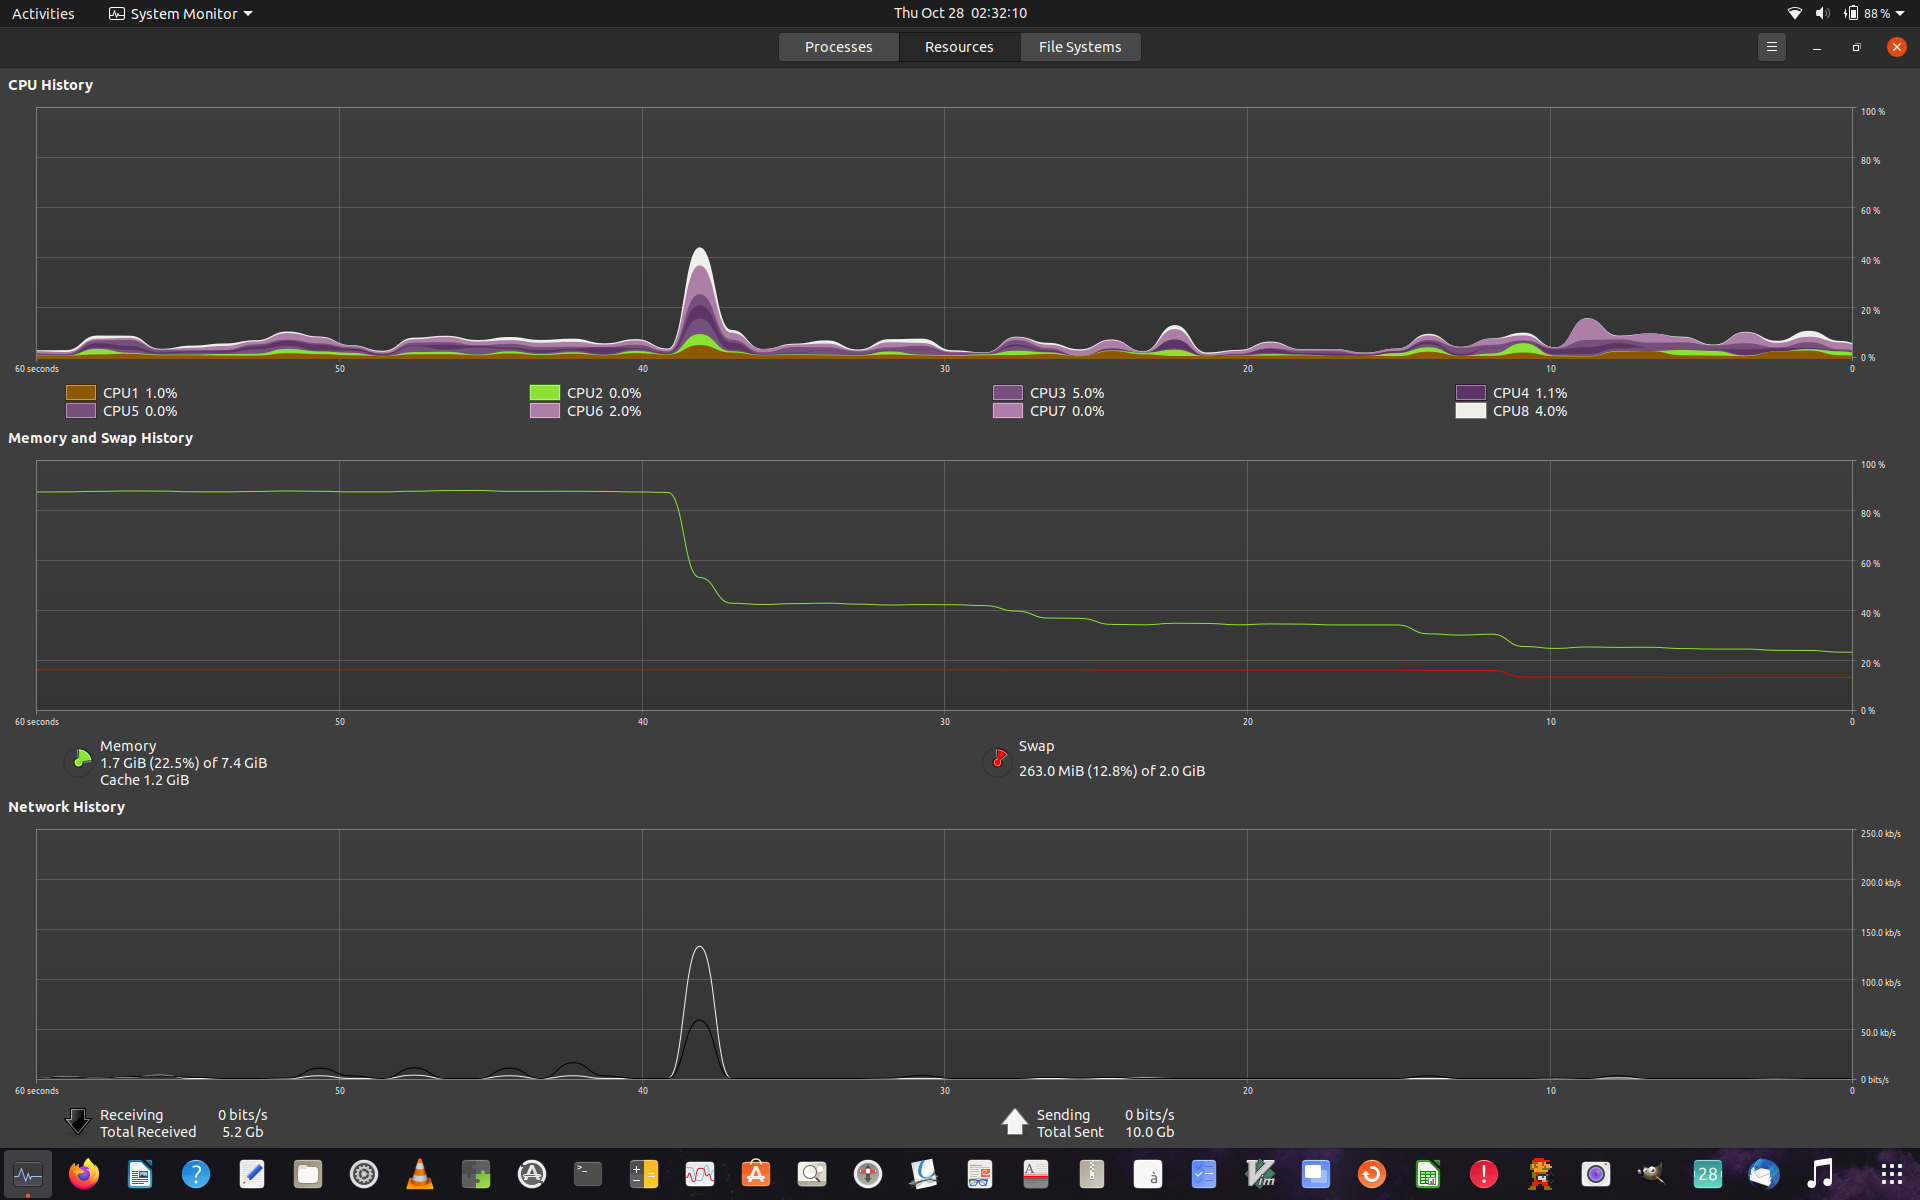 Activities
System Monitor
Thu Oct 28 02:32:10
88 %
Processes
Resources
File Systems
CPU History
100 %
80 %
60 %
40 %
20 %
0 %
60 seconds
50
40
30
20
10
0
CPU1 1.0%
CPU2 0.0%
CPU3 5.0%
CPU4 1.1%
CPU5 0.0%
CPU6 2.0%
CPU7 0.0%
CPU8 4.0%
Memory and Swap History
100 %
80 %
60 %
40 %
20 %
0 %
60 seconds
50
40
30
20
10
0
Memory
1.7 GiB (22.5%) of 7.4 GiB
Cache 1.2 GiB
Swap
263.0 MiB (12.8%) of 2.0 GiB
Network History
250.0 kb/s
200.0 kb/s
150.0 kb/s
100.0 kb/s
50.0 kb/s
0 bits/s
60 seconds
50
40
30
20
10
0
Receiving 0 bits/s
Total Received 5.2 Gb
Sending 0 bits/s
Total Sent 10.0 Gb
28